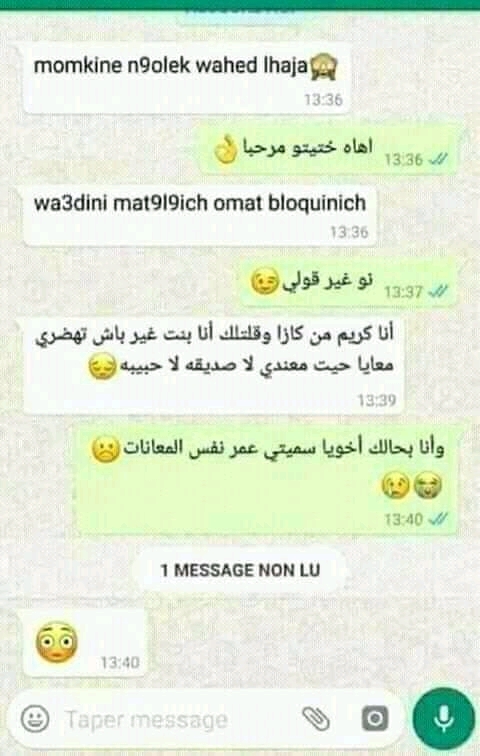 momkine n9olek wahed lhaja🙈
13:36
اهاه ختيتو مرحبا 👌
13:36
wa3dini mat9l9ich omat bloquinich
13:36
نو غير قولي 😉
13:37
أنا كريم من كازا وقلتلك أنا بنت غير باش تهضري
معايا حيت معندي لا صديقه لا حبيبه 😔
13:39
وأنا بحالك أخويا سميتي عمر نفس المعانات ☹️
😭😢
13:40
1 MESSAGE NON LU
😳
13:40
Taper message